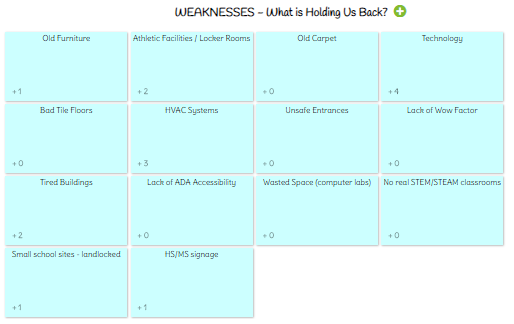 WEAKNESSES - What is Holding Us Back?
Old Furniture
Athletic Facilities / Locker Rooms
Old Carpet
Technology
+ 1
+ 2
+ 0
+ 4
Bad Tile Floors
HVAC Systems
Unsafe Entrances
Lack of Wow Factor
+ 0
+ 3
+ 0
+ 0
Tired Buildings
Lack of ADA Accessibility
Wasted Space (computer labs)
No real STEM/STEAM classrooms
+ 2
+ 0
+ 0
+ 0
Small school sites - landlocked
HS/MS signage
+ 1
+ 1